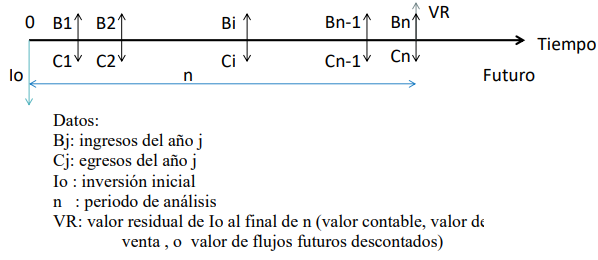 0 B1 B2 Bi Bn-1 Bn VR
Tiempo
Io C1 C2 Ci Cn-1 Cn
n Futuro
Datos:
Bj: ingresos del año j
Cj: egresos del año j
Io : inversión inicial
n : periodo de análisis
VR: valor residual de Io al final de n (valor contable, valor de
venta , o valor de flujos futuros descontados)